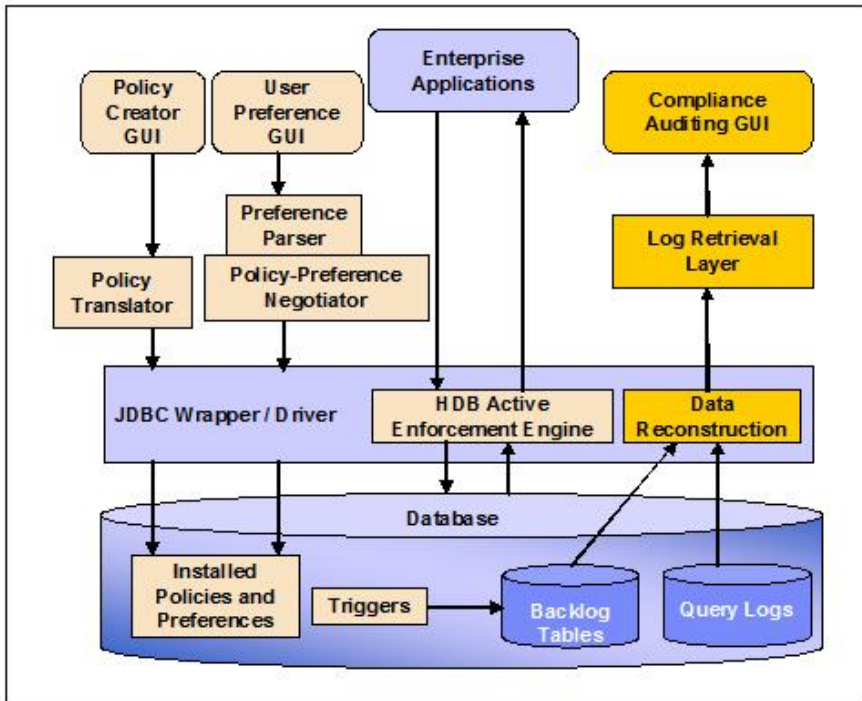 Policy
Creator
GUI
User
Preference
GUI
Enterprise
Applications
Compliance
Auditing GUI
Preference
Parser
Policy
Translator
Policy-Preference
Negotiator
Log Retrieval
Layer
JDBC Wrapper / Driver
HDB Active
Enforcement Engine
Data
Reconstruction
Database
Installed
Policies and
Preferences
Triggers
Backlog
Tables
Query Logs